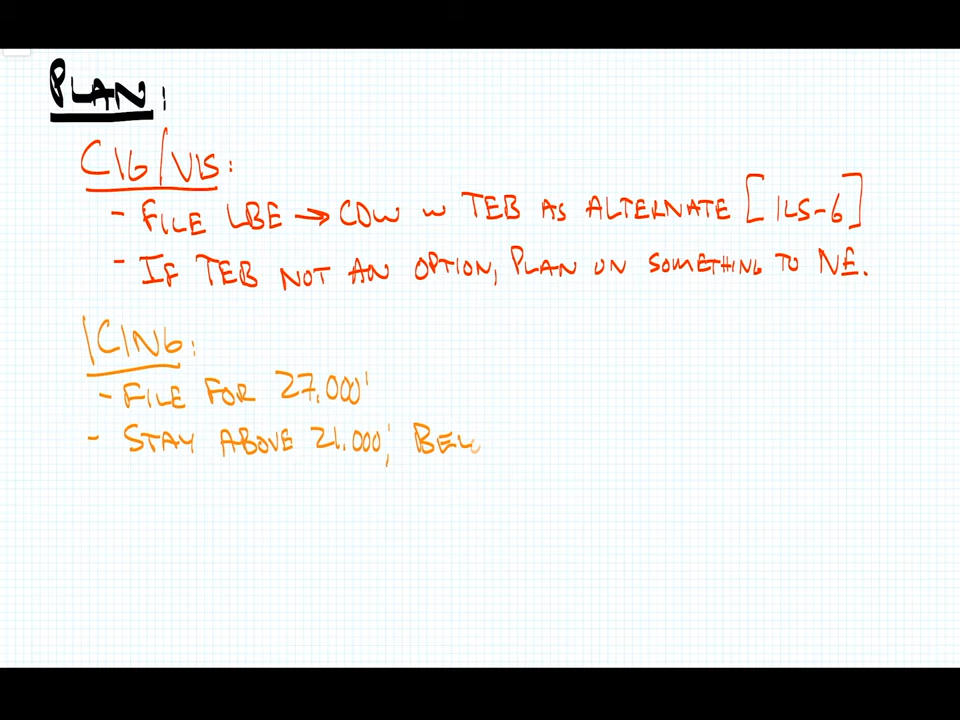 PLAN:
CIG/VIS:
- FILE LBE → CDW w TEB AS ALTERNATE [ILS-6]
- IF TEB NOT AN OPTION, PLAN ON SOMETHING TO NE.
ICING:
- FILE FOR 27.000'
- STAY ABOVE 21.000', BEL